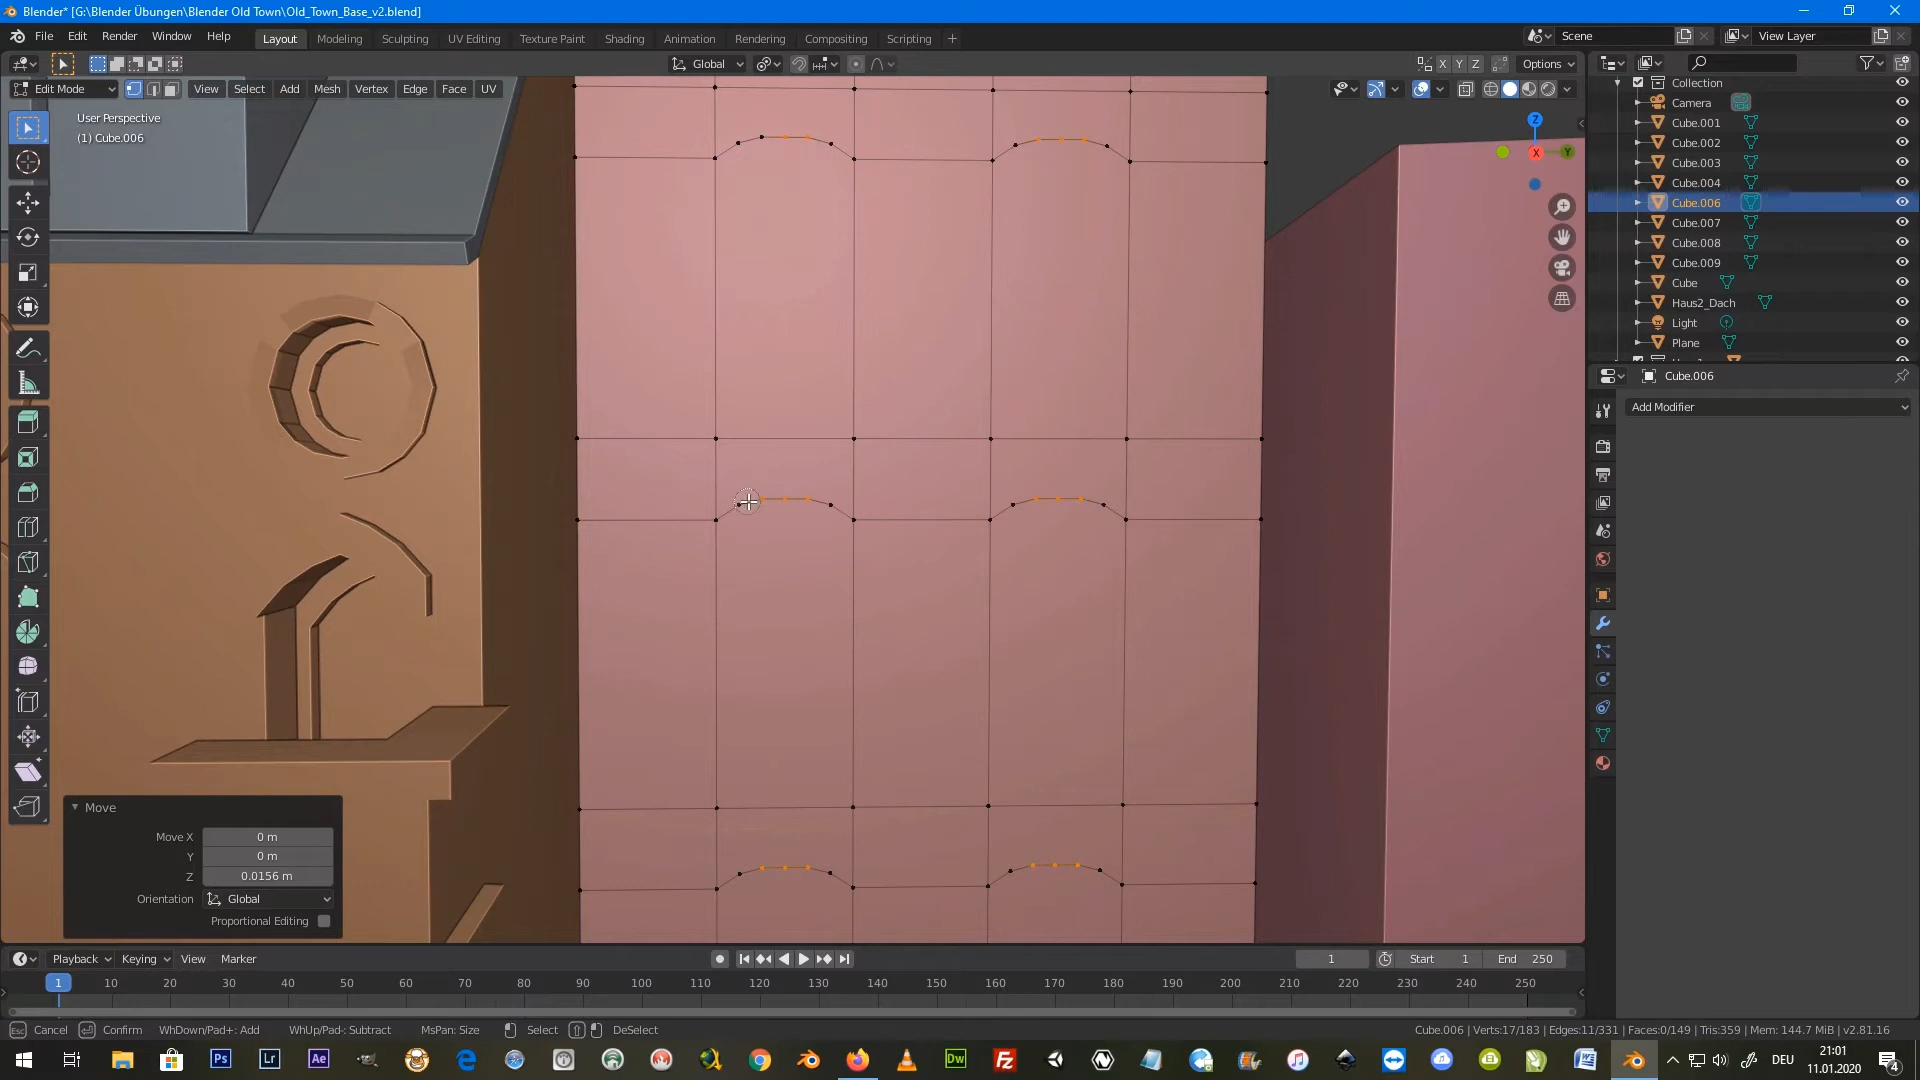 Blender* [G:\Blender Übungen\Blender Old Town\Old_Town_Base_v2.blend]
File Edit Render Window Help Layout Modeling Sculpting UV Editing Texture Paint Shading Animation Rendering Compositing Scripting + Scene View Layer
Global X Y Z Options
Edit Mode View Select Add Mesh Vertex Edge Face UV
User Perspective
(1) Cube.006
Z
X
Y
Collection
Camera
Cube.001
Cube.002
Cube.003
Cube.004
Cube.006
Cube.007
Cube.008
Cube.009
Cube
Haus2_Dach
Light
Plane
Cube.006
Add Modifier
Move
Move X 0 m
Y 0 m
Z 0.0156 m
Orientation Global
Proportional Editing
Playback Keying View Marker 1 Start 1 End 250
1 10 20 30 40 50 60 70 80 90 100 110 120 130 140 150 160 170 180 190 200 210 220 230 240 250
Esc Cancel Confirm WhDown/Pad+: Add WhUp/Pad-: Subtract MsPan: Size Select DeSelect Cube.006 | Verts:17/183 | Edges:11/331 | Faces:0/149 | Tris:359 | Mem: 144.7 MiB | v2.81.16
Ps Lr Ae Dw Fz DEU 21:01
11.01.2020 4